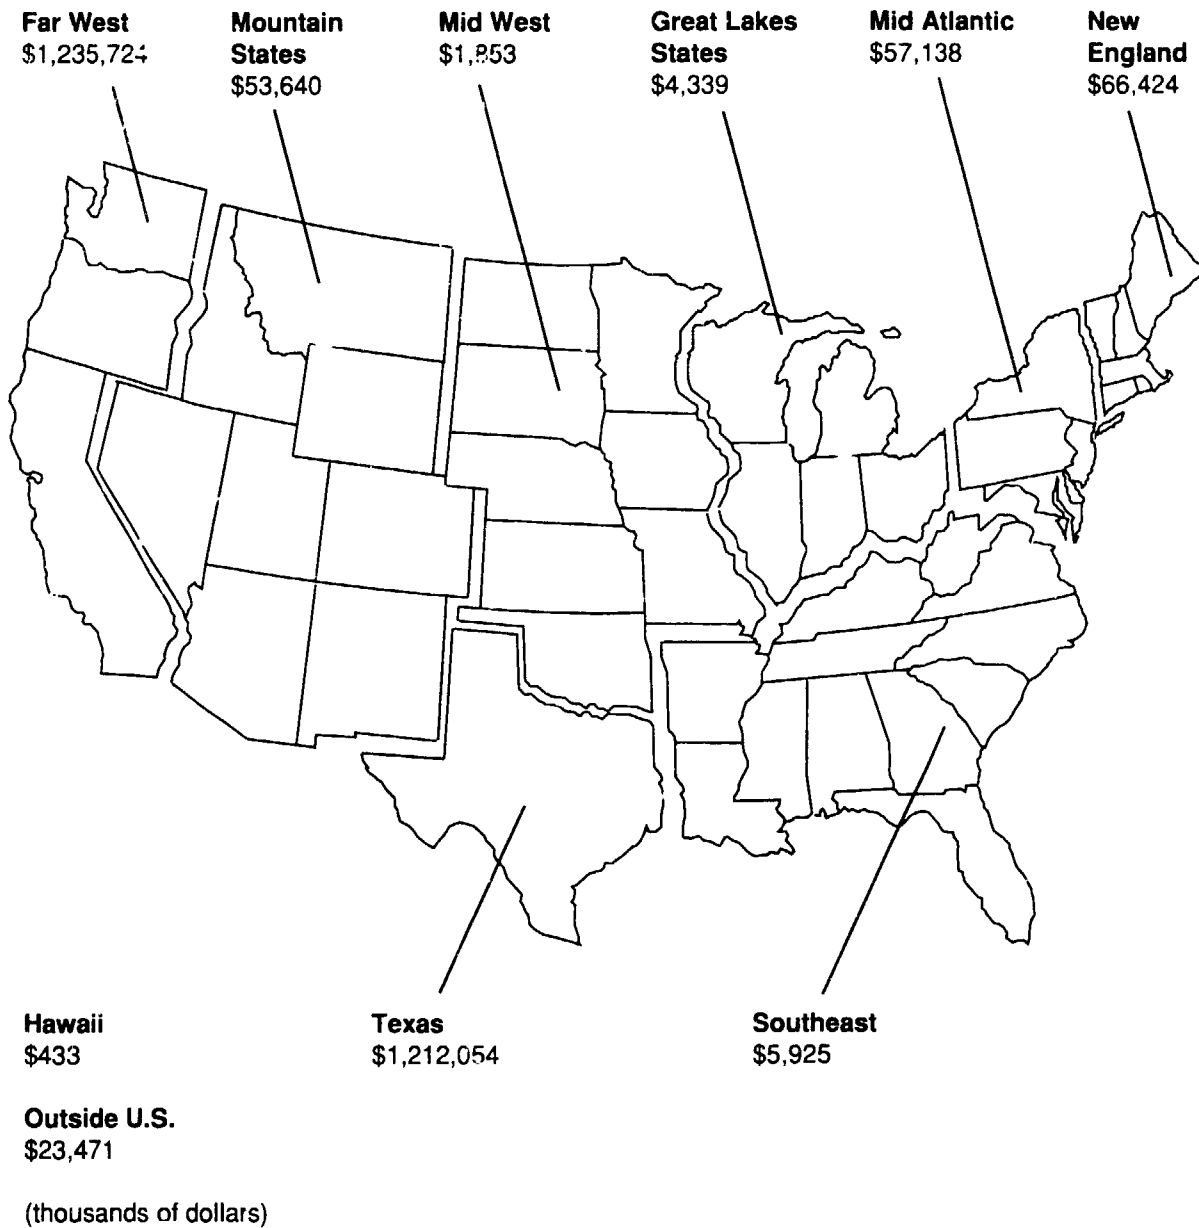 Far West
$1,235,724
Mountain
States
$53,640
Mid West
$1,853
Great Lakes
States
$4,339
Mid Atlantic
$57,138
New
England
$66,424
Hawaii
$433
Texas
$1,212,054
Southeast
$5,925
Outside U.S.
$23,471
(thousands of dollars)